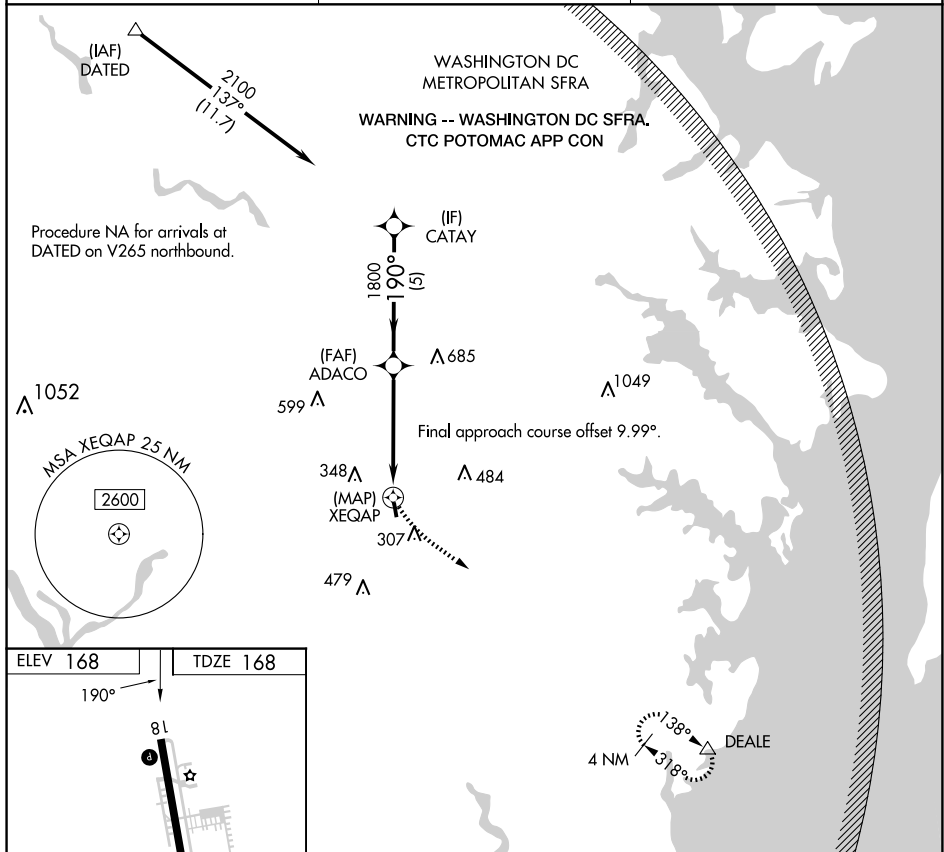 (IAF)
DATED
2100
137°
(11.7)
WASHINGTON DC
METROPOLITAN SFRA
WARNING -- WASHINGTON DC SFRA.
CTC POTOMAC APP CON
Procedure NA for arrivals at
DATED on V265 northbound.
(IF)
CATAY
1800
190°
(5)
(FAF)
ADACO
685
1052
599
1049
Final approach course offset 9.99°.
MSA XEQAP 25 NM
2600
348
484
(MAP)
XEQAP
307
479
ELEV 168
TDZE 168
190°
18
P
138°
DEALE
4 NM
318°